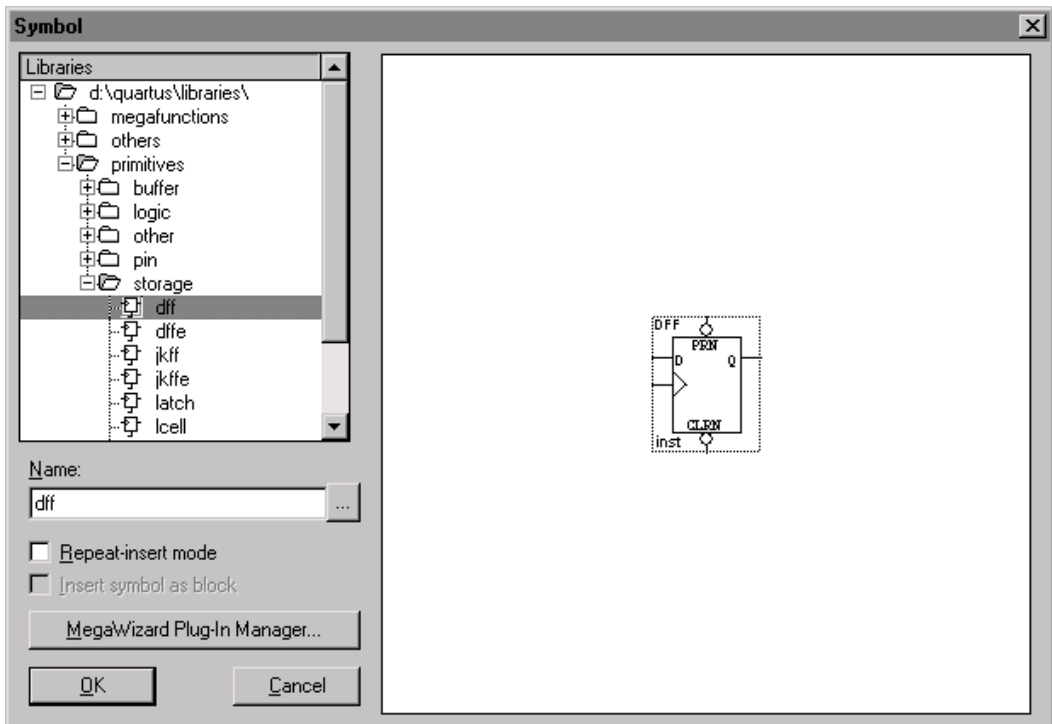 Symbol
Libraries
d:\quartus\libraries\
megafunctions
others
primitives
buffer
logic
other
pin
storage
dff
dffe
jkff
jkffe
latch
lcell
Name:
dff
...
Repeat-insert mode
Insert symbol as block
MegaWizard Plug-In Manager...
OK
Cancel
DFF
PRN
D
Q
CLRN
inst